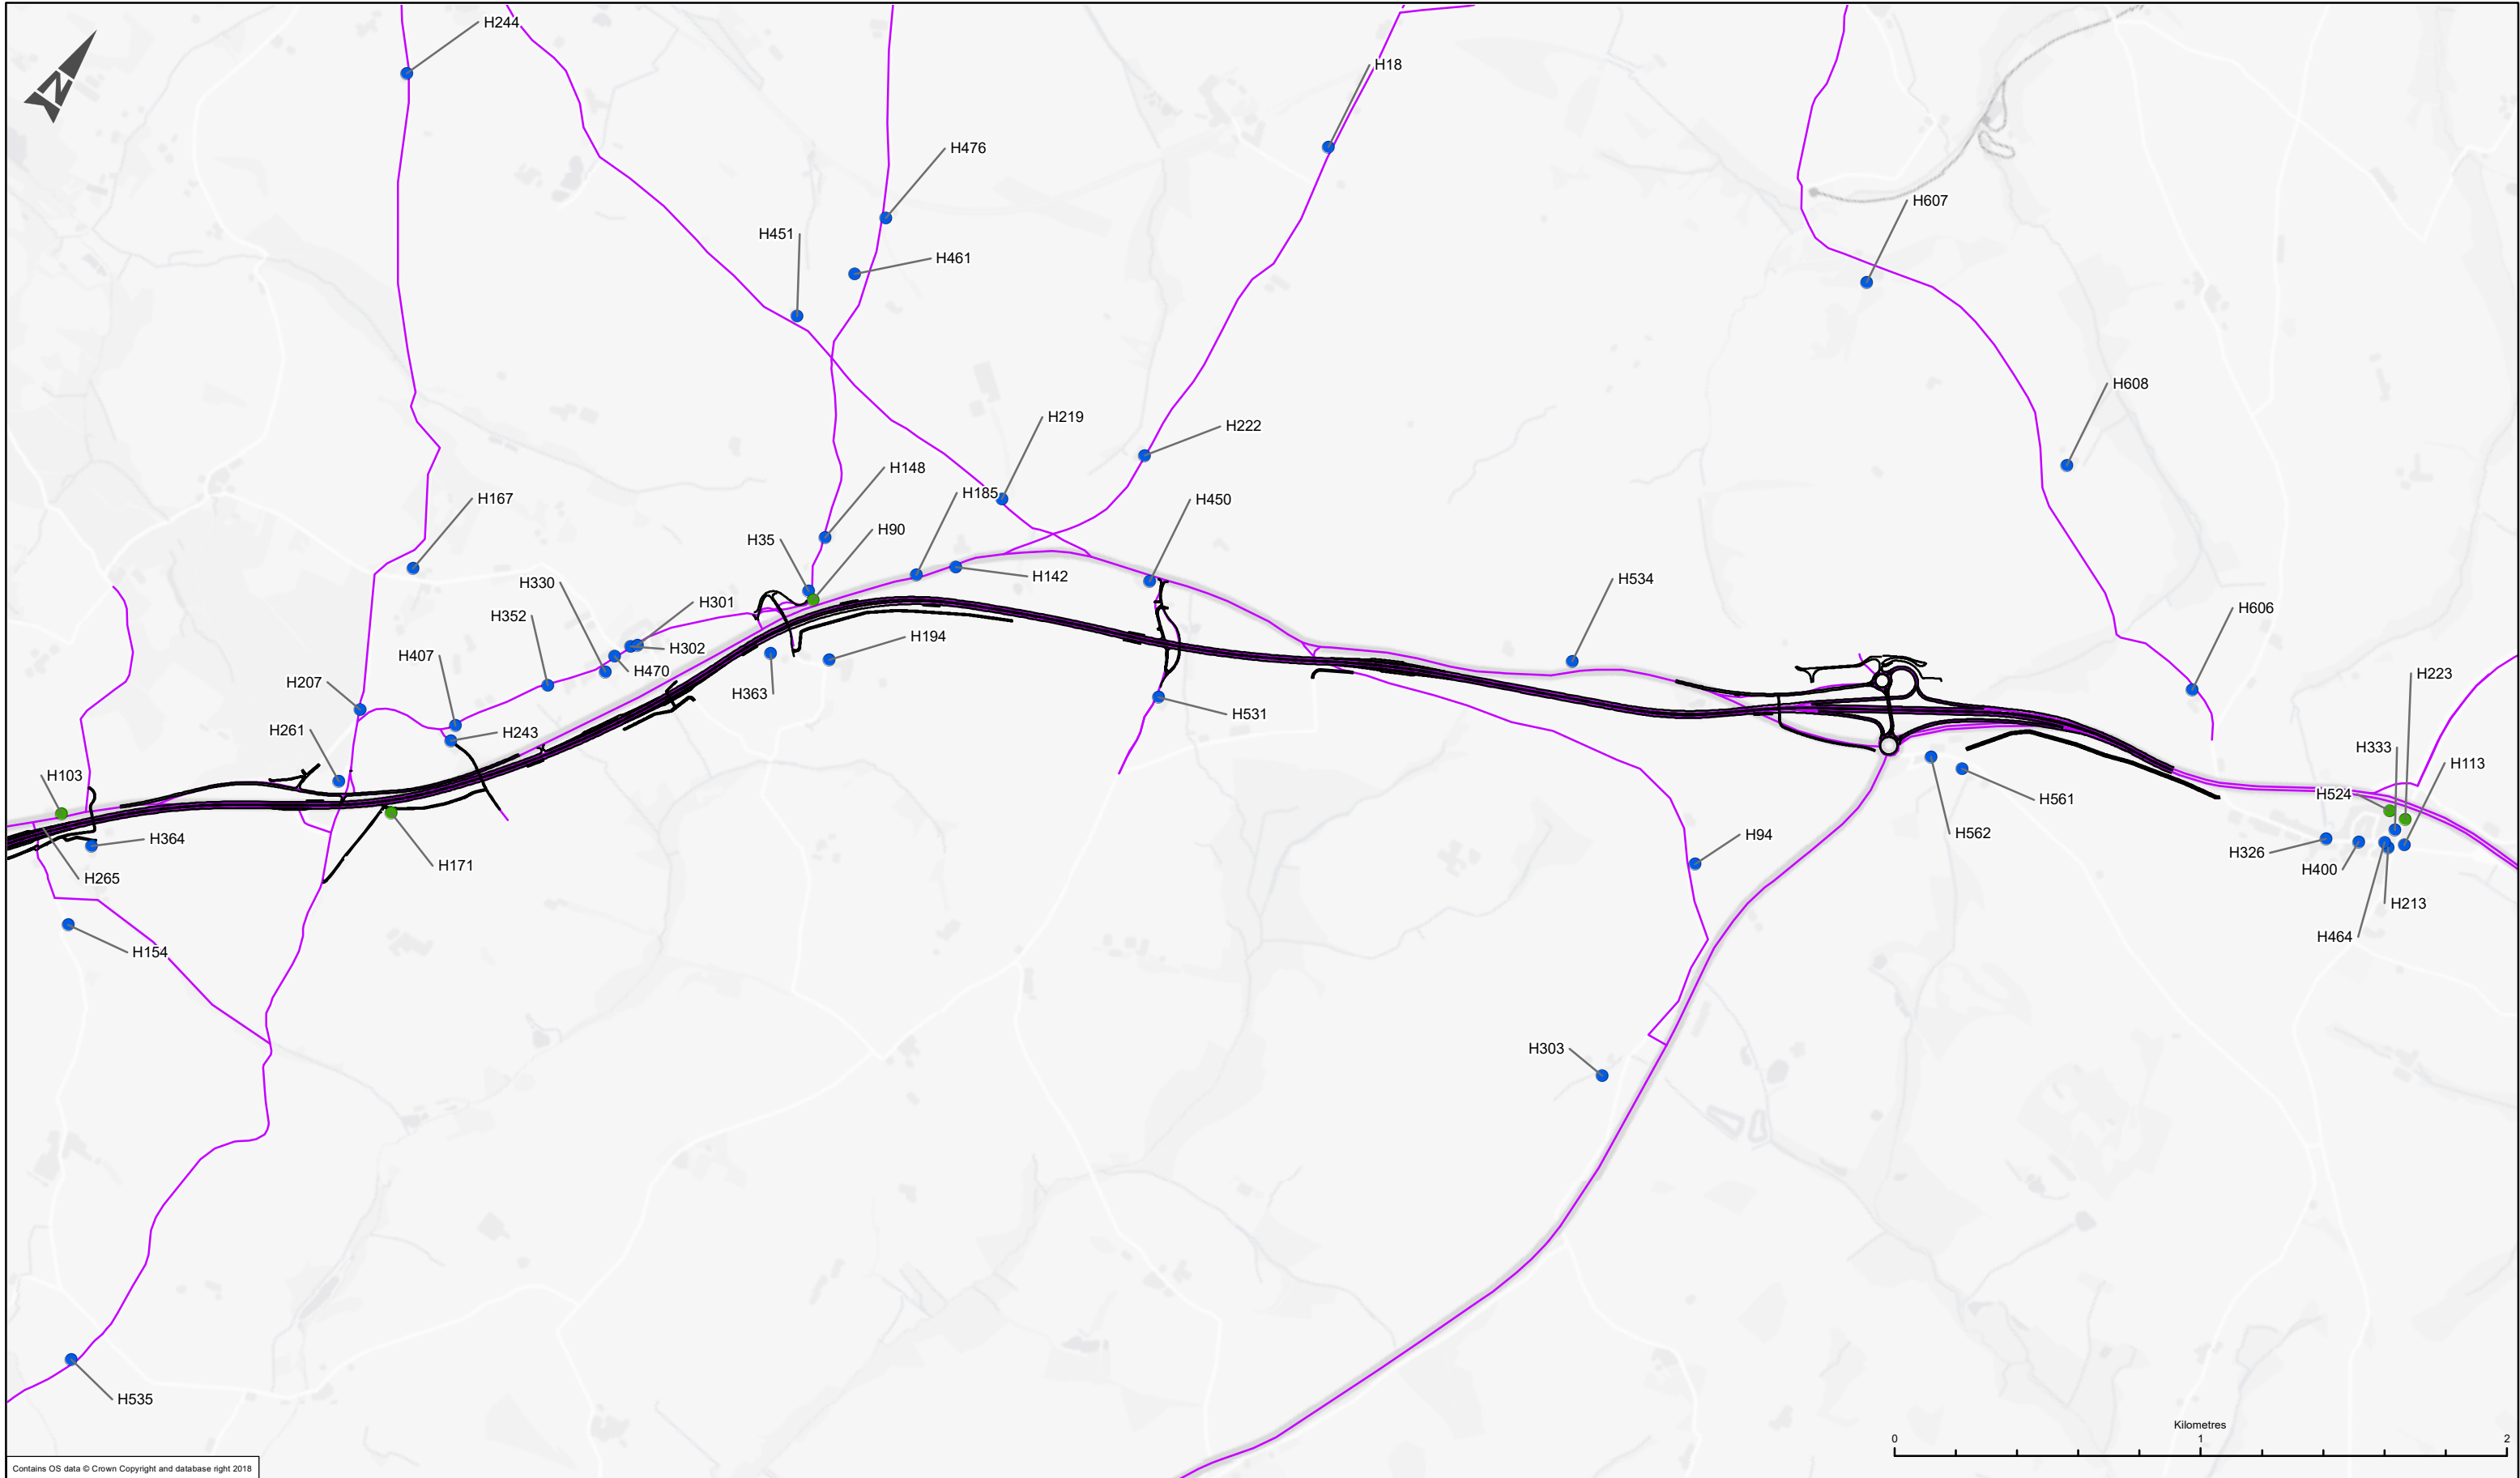 H244
H18
H476
H607
H451
H461
H608
H219
H222
H148
H185
H167
H450
H90
H35
H330
H142
H534
H301
H352
H606
H194
H302
H407
H470
H223
H207
H363
H531
H261
H243
H333
H113
H103
H524
H561
H562
H94
H364
H326
H171
H400
H265
H213
H464
H154
H303
H535
N
Kilometres
0 1 2
Contains OS data © Crown Copyright and database right 2018